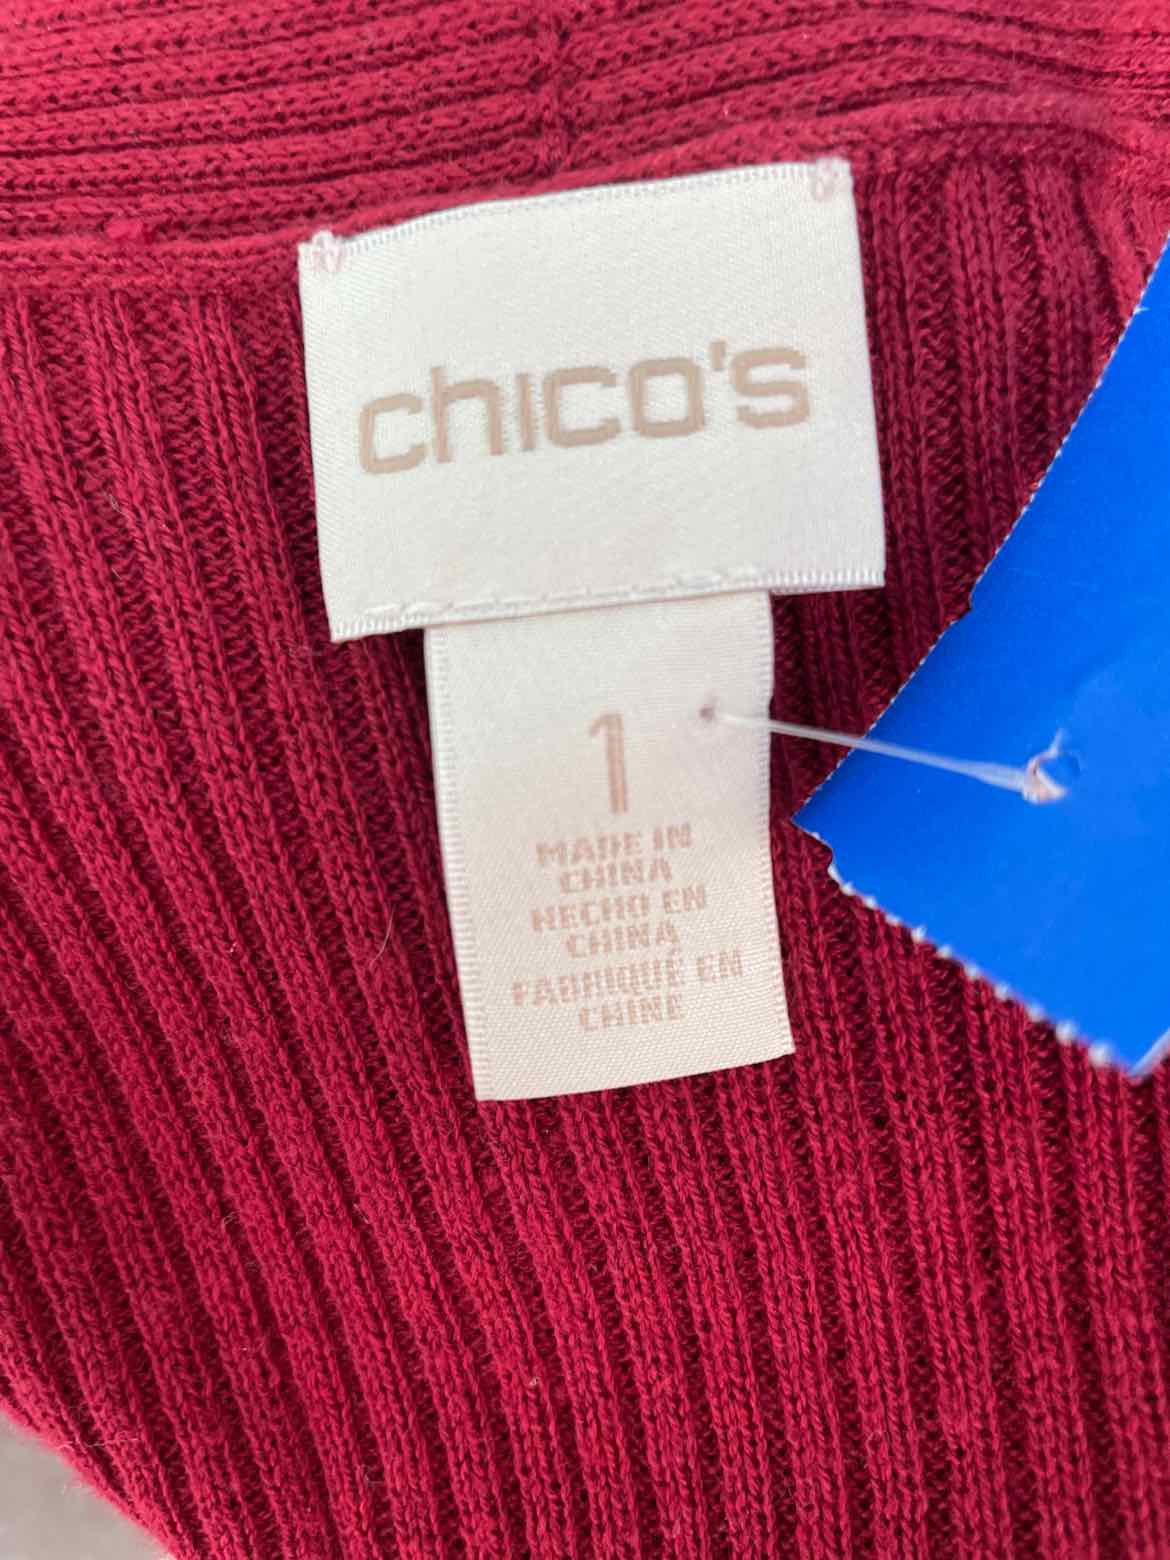 chico's
1
MADE IN
CHINA
HECHO EN
CHINA
FABRIQUÉ EN
CHINE